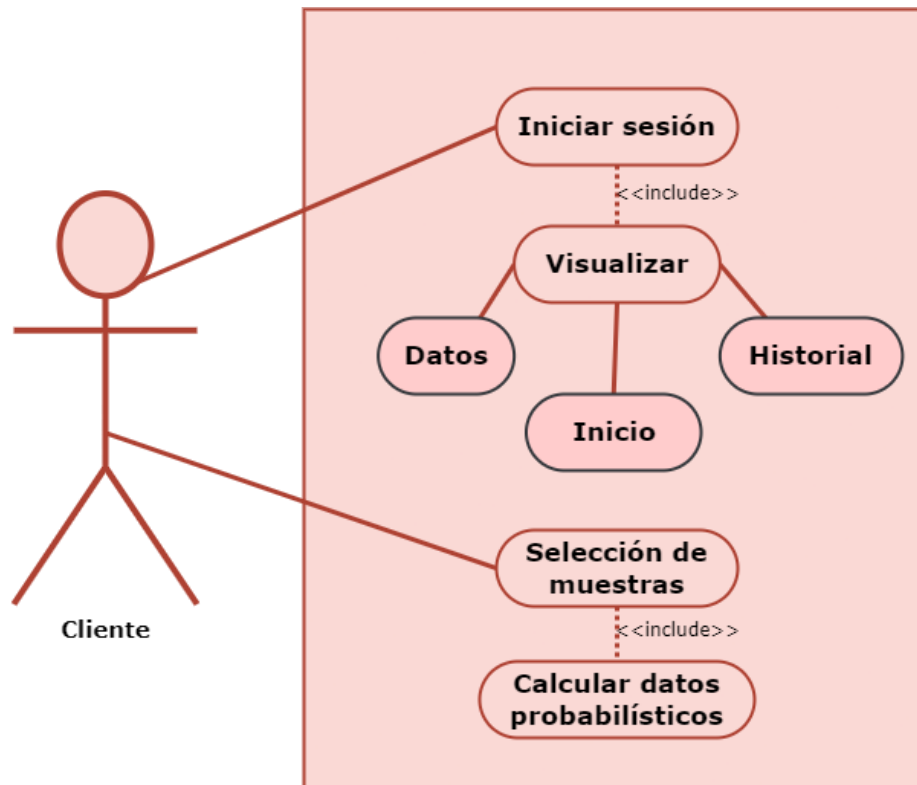 Iniciar sesión
<<include>>
Visualizar
Datos
Historial
Inicio
Selección de
muestras
Cliente
<<include>>
Calcular datos
probabilísticos